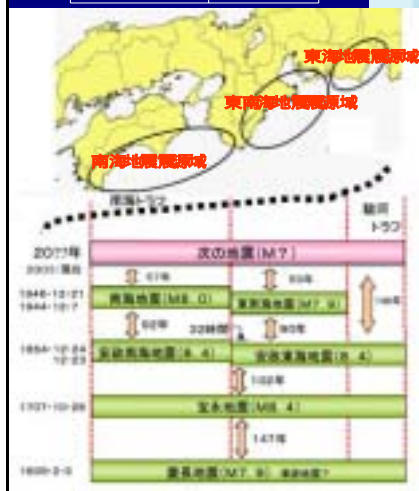 東海地震震源域
東南海地震震源域
南海地震震源域
南海トラフ
駿河
トラフ
20??年
次の地震(M?)
1946-12-21
1944-12-7
南海地震(M8.0)
東南海地震(M7.9)
92年
32時間
90年
1854-12-24
12-23
安政南海地震(8.4)
安政東海地震(8.4)
102年
1707-10-28
宝永地震(M8.4)
147年
慶長地震(M7.9)